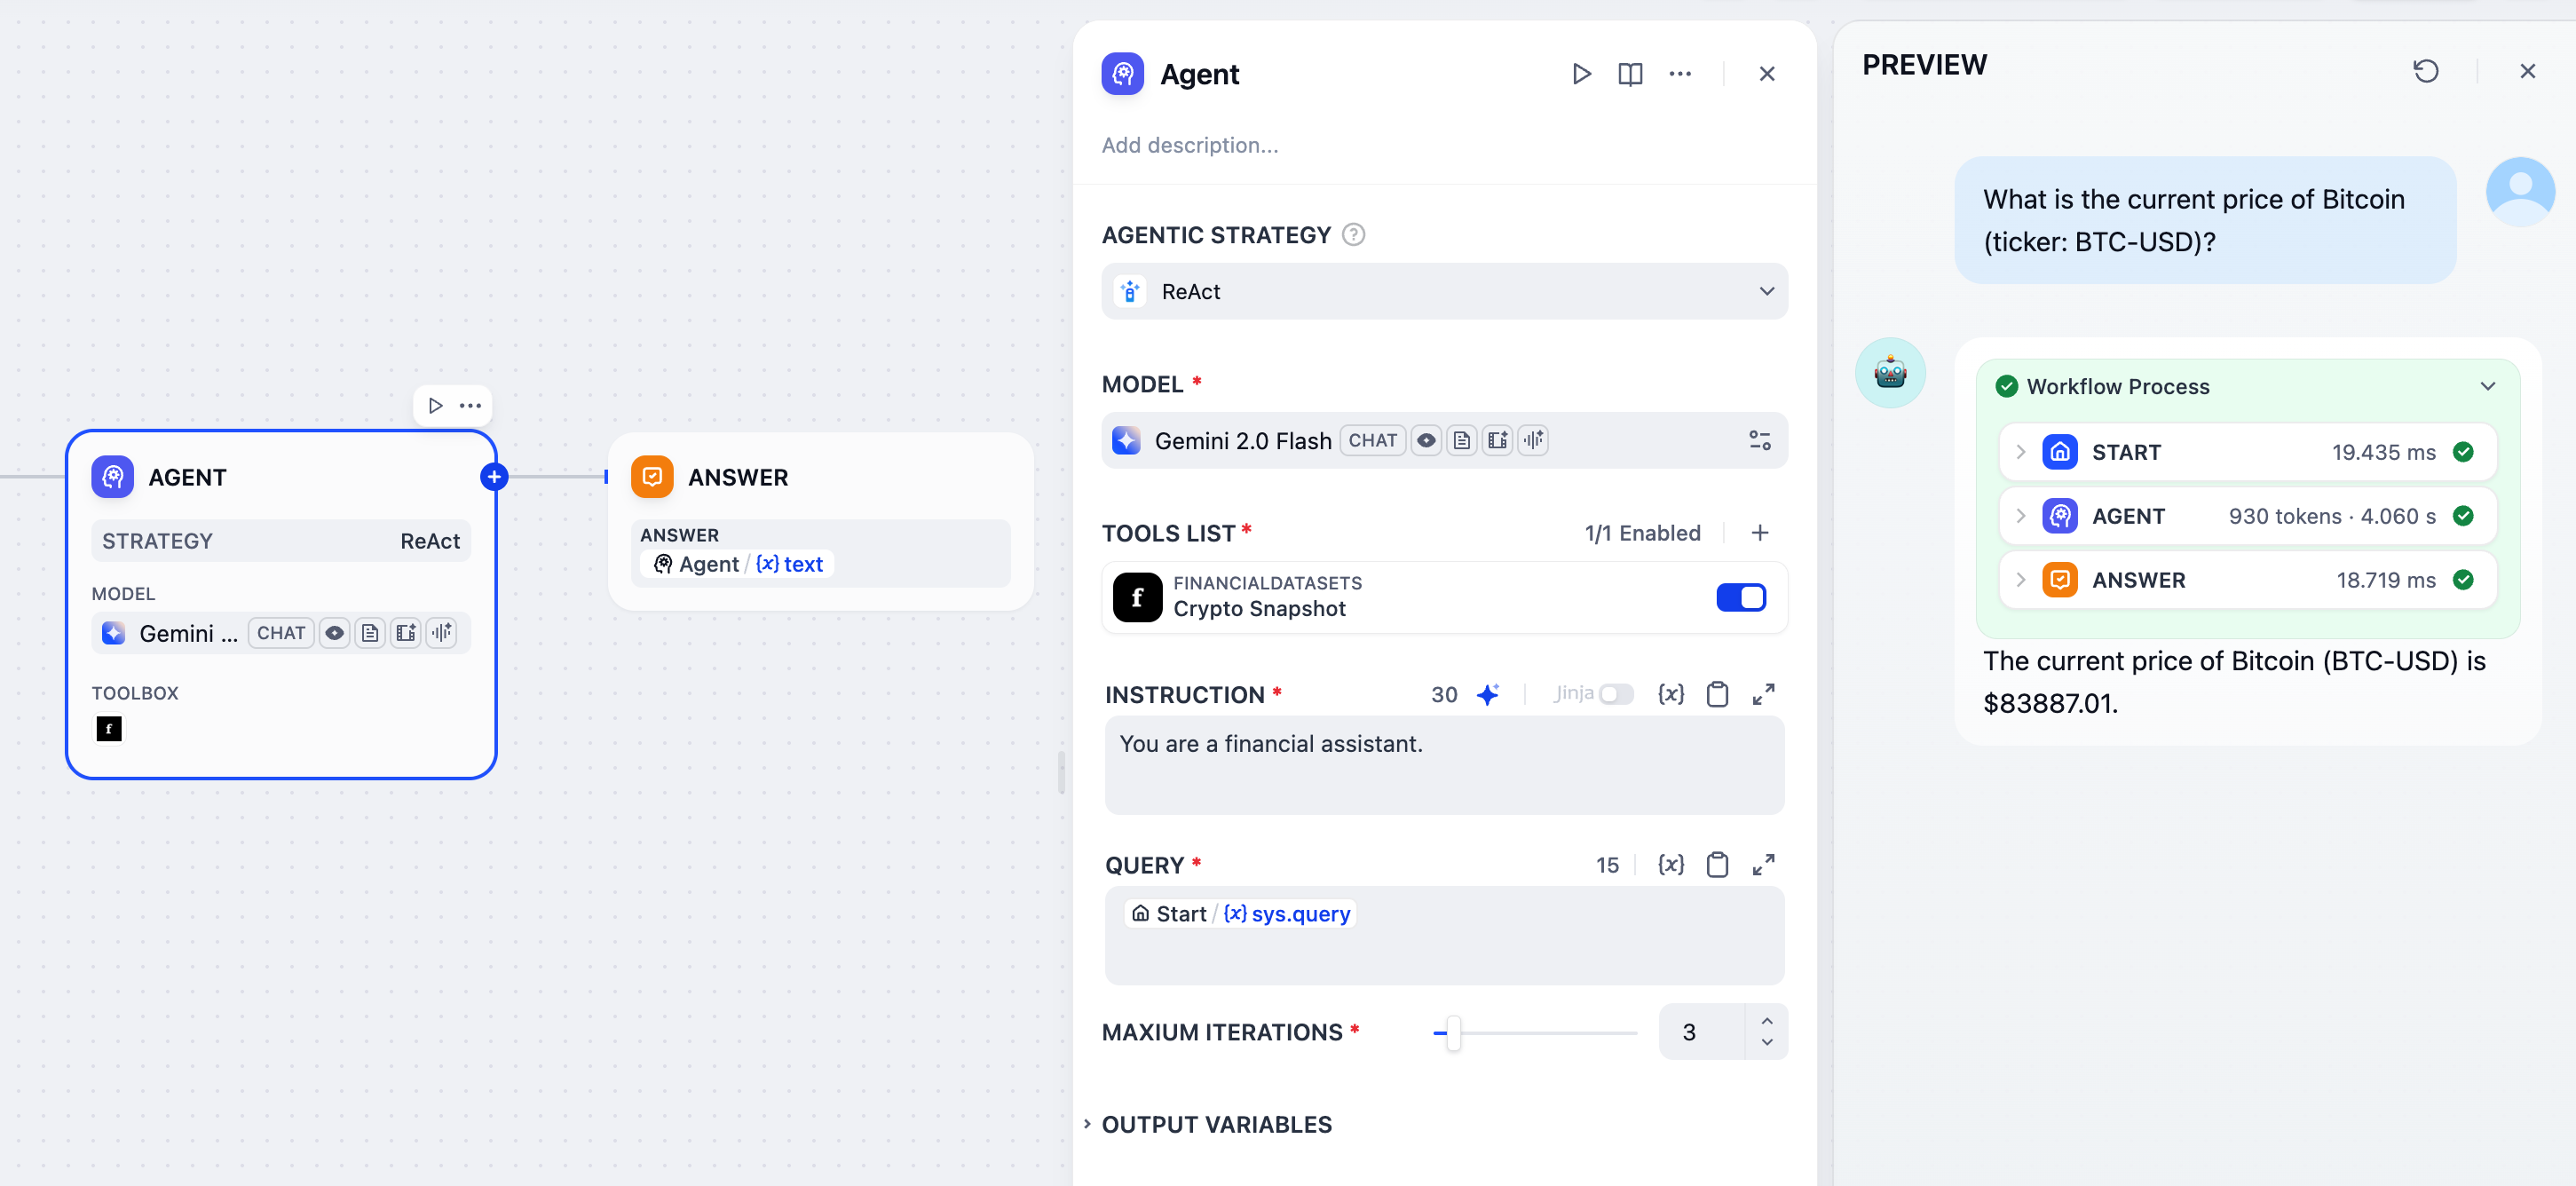 AGENT
STRATEGY ReAct
MODEL
Gemini ... CHAT
TOOLBOX
f
ANSWER
ANSWER
Agent / {x} text
Agent
Add description...
AGENTIC STRATEGY ?
ReAct
MODEL *
Gemini 2.0 Flash CHAT
TOOLS LIST * 1/1 Enabled
f
FINANCIALDATASETS
Crypto Snapshot
INSTRUCTION * 30 Jinja {x}
You are a financial assistant.
QUERY * 15 {x}
Start / {x} sys.query
MAXIUM ITERATIONS * 3
OUTPUT VARIABLES
PREVIEW
What is the current price of Bitcoin
(ticker: BTC-USD)?
Workflow Process
START 19.435 ms
AGENT 930 tokens · 4.060 s
ANSWER 18.719 ms
The current price of Bitcoin (BTC-USD) is
$83887.01.